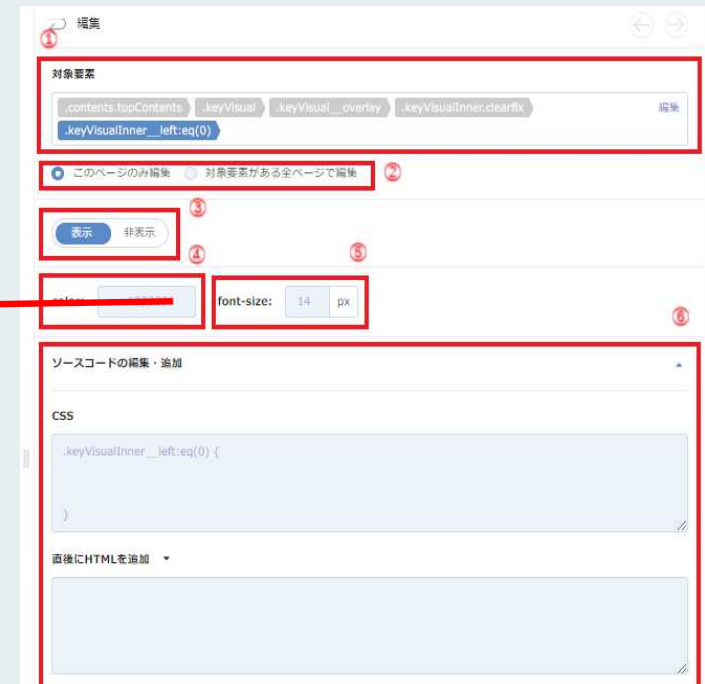 編集
①
対象要素
.contents.topContents .keyVisual .keyVisual__overlay .keyVisualInner.clearfix 編集
.keyVisualInner__left:eq(0)
このページのみ編集 対象要素がある全ページで編集 ②
③
表示 非表示
④ ⑤
font-size: 14 px
⑥
ソースコードの編集・追加
CSS
.keyVisualInner__left:eq(0) {
}
直後にHTMLを追加